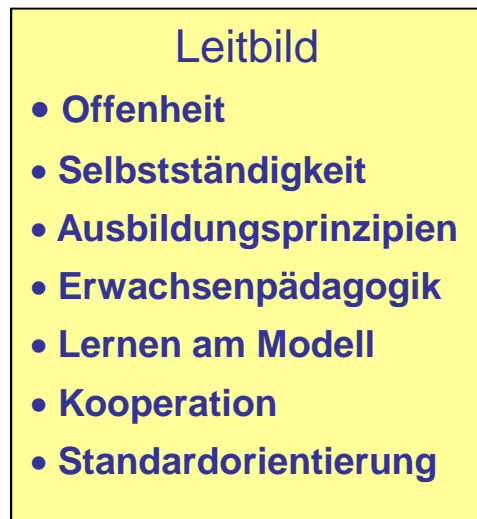 Leitbild
• Offenheit
• Selbstständigkeit
• Ausbildungsprinzipien
• Erwachsenpädagogik
• Lernen am Modell
• Kooperation
• Standardorientierung